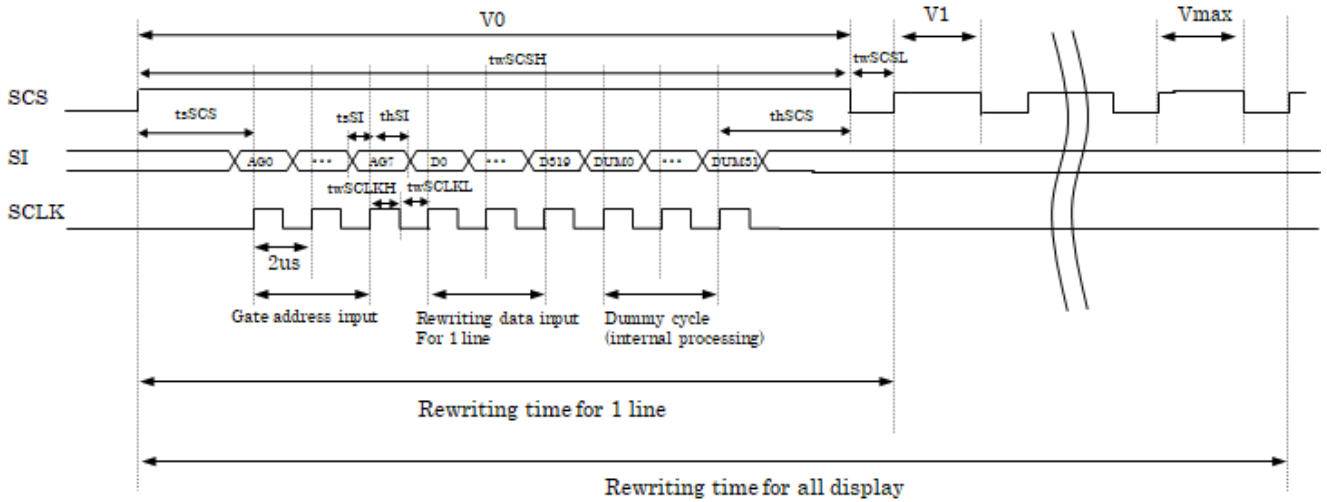 V0
V1
Vmax
twSCSH
twSCSL
SCS
tsSCS
tsSI
thSI
thSCS
SI
AG0
...
AG7
D0
...
D319
DUM0
...
DUM31
twSCLKH
twSCLKL
SCLK
2us
Gate address input
Rewriting data input
For 1 line
Dummy cycle
(internal processing)
Rewriting time for 1 line
Rewriting time for all display